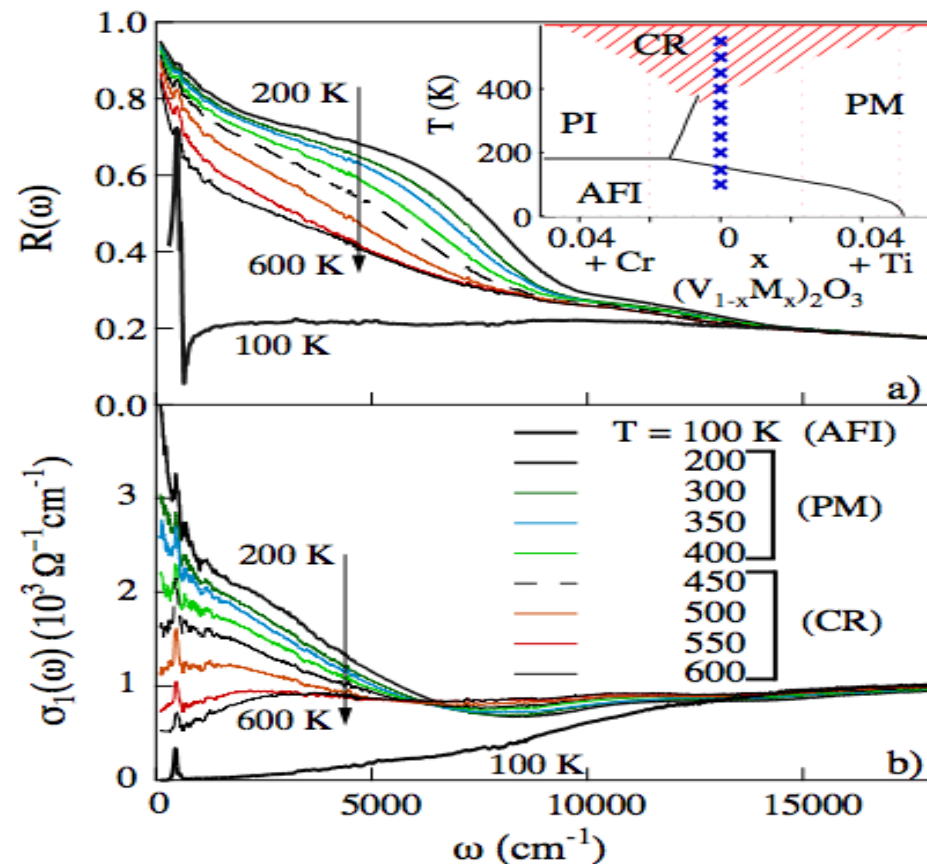 R(ω)
1.0
0.8
0.6
0.4
0.2
0.0
200 K
600 K
100 K
a)
T (K)
400
200
0
CR
PI
PM
AFI
0.04
0
0.04
+ Cr
x
+ Ti
(V₁₋ₓMₓ)₂O₃
σ₁(ω) (10³ Ω⁻¹cm⁻¹)
3
2
1
0
200 K
600 K
100 K
b)
T = 100 K (AFI)
200
300
350
400
(PM)
450
500
550
600
(CR)
0
5000
10000
15000
ω (cm⁻¹)